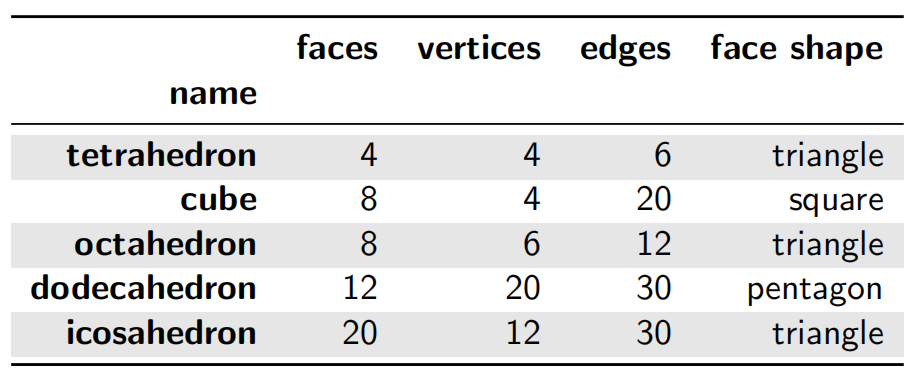 faces vertices edges face shape
name
tetrahedron 4 4 6 triangle
cube 8 4 20 square
octahedron 8 6 12 triangle
dodecahedron 12 20 30 pentagon
icosahedron 20 12 30 triangle